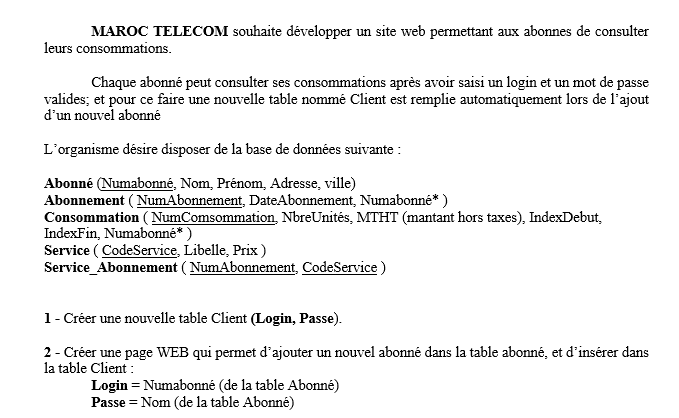 MAROC TELECOM souhaite développer un site web permettant aux abonnes de consulter
leurs consommations.
Chaque abonné peut consulter ses consommations après avoir saisi un login et un mot de passe
valides; et pour ce faire une nouvelle table nommé Client est remplie automatiquement lors de l'ajout
d'un nouvel abonné
L'organisme désire disposer de la base de données suivante :
Abonné (Numabonné, Nom, Prénom, Adresse, ville)
Abonnement ( NumAbonnement, DateAbonnement, Numabonné* )
Consommation ( NumComsommation, NbreUnités, MTHT (mantant hors taxes), IndexDebut,
IndexFin, Numabonné* )
Service ( CodeService, Libelle, Prix )
Service_Abonnement ( NumAbonnement, CodeService )
1 - Créer une nouvelle table Client (Login, Passe).
2 - Créer une page WEB qui permet d'ajouter un nouvel abonné dans la table abonné, et d'insérer dans
la table Client :
Login = Numabonné (de la table Abonné)
Passe = Nom (de la table Abonné)